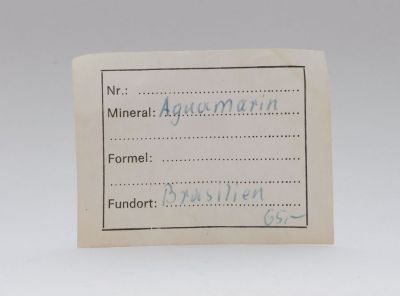 Nr.:
Mineral: Aquamarin
Formel:
Fundort: Brasilien
65,-